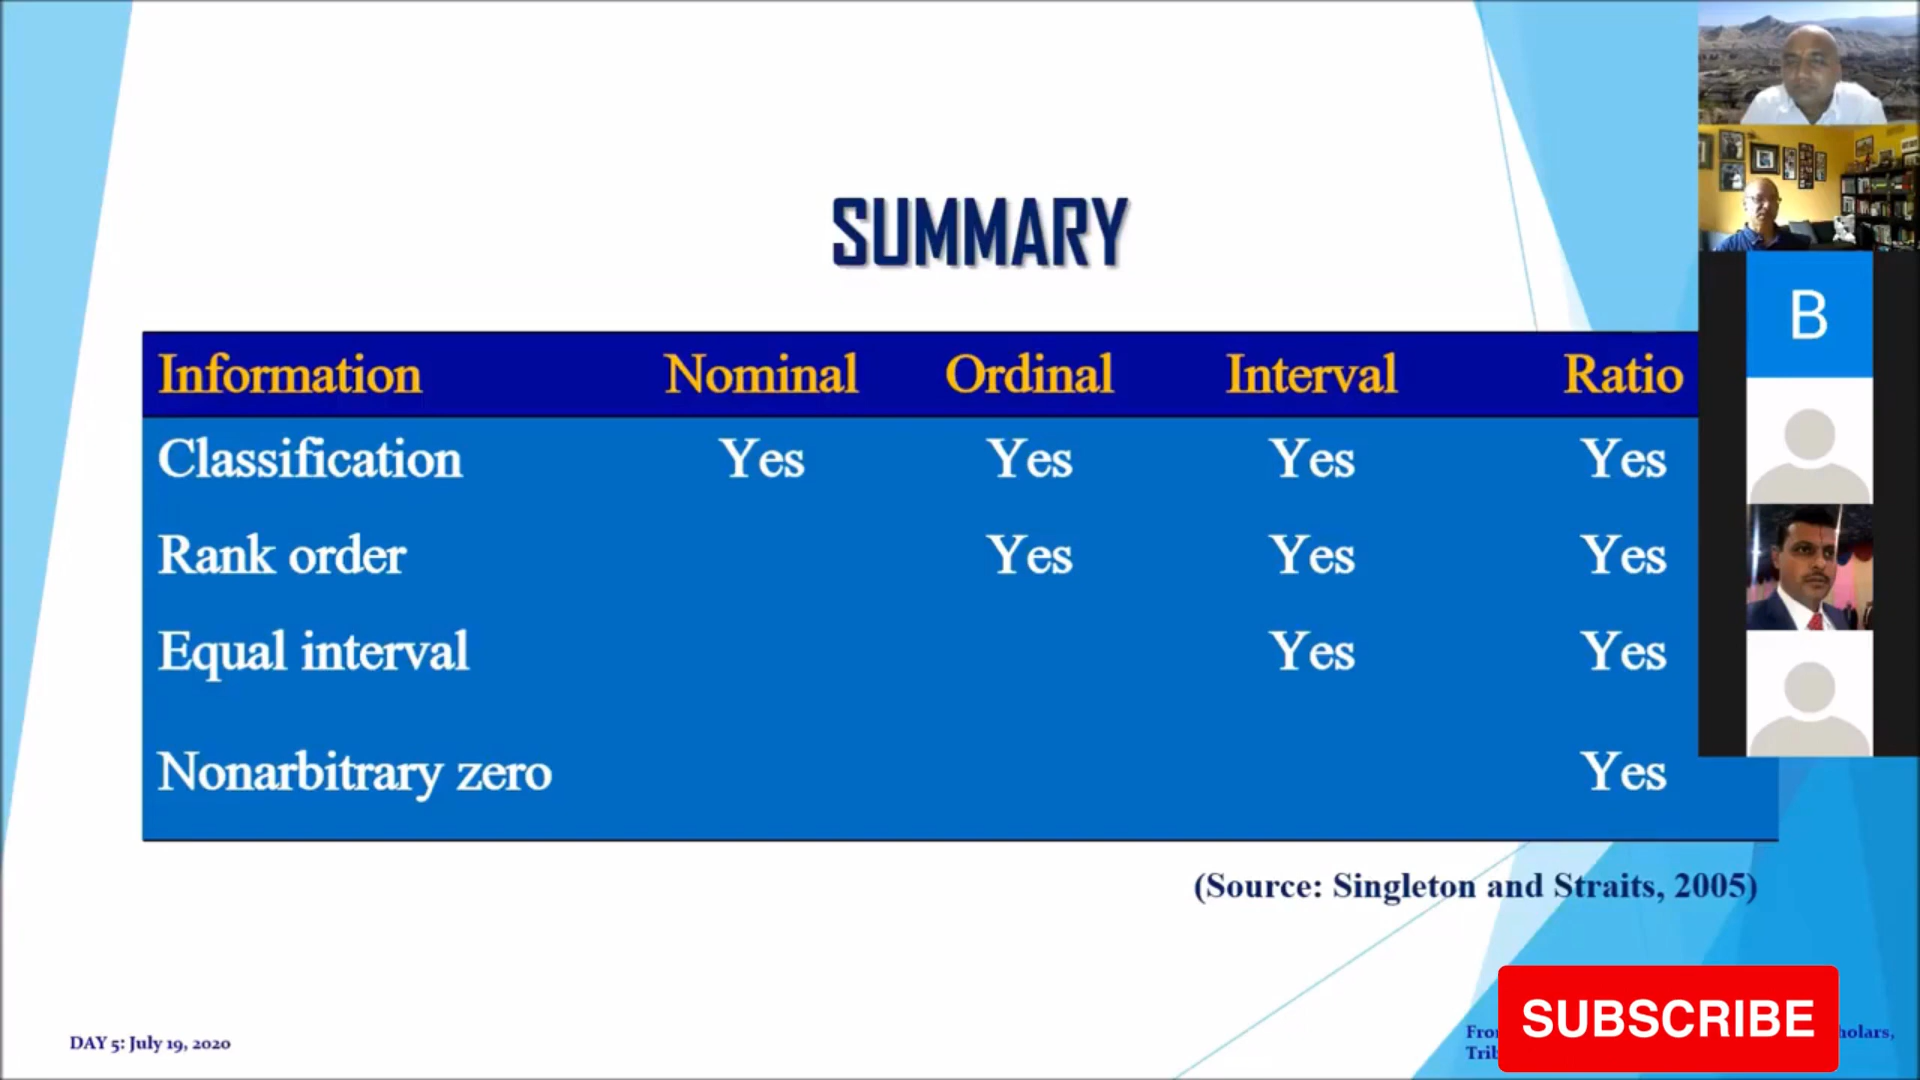 SUMMARY
Information Nominal Ordinal Interval Ratio
Classification Yes Yes Yes Yes
Rank order Yes Yes Yes
Equal interval Yes Yes
Nonarbitrary zero Yes
(Source: Singleton and Straits, 2005)
B
DAY 5: July 19, 2020
SUBSCRIBE